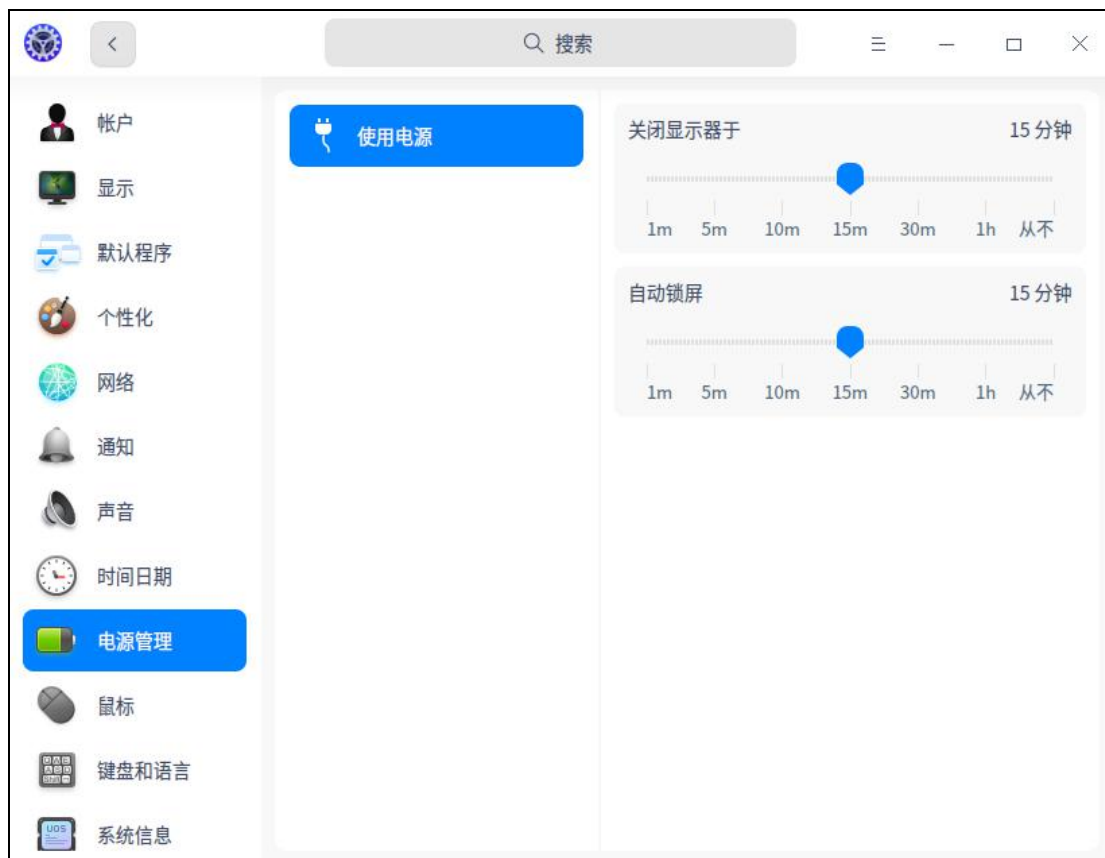 搜索
帐户
显示
默认程序
个性化
网络
通知
声音
时间日期
电源管理
鼠标
键盘和语言
UOS
系统信息
使用电源
关闭显示器于 15 分钟
1m 5m 10m 15m 30m 1h 从不
自动锁屏 15 分钟
1m 5m 10m 15m 30m 1h 从不